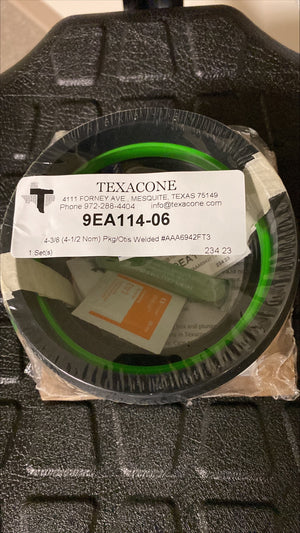 TEXACONE
4111 FORNEY AVE., MESQUITE, TEXAS 75149
Phone 972-288-4404 info@texacone.com
9EA114-06
4-3/8 (4-1/2 Nom) Pkg/Obs Welded #AAA6942FT3
1 Set(s) 234 23